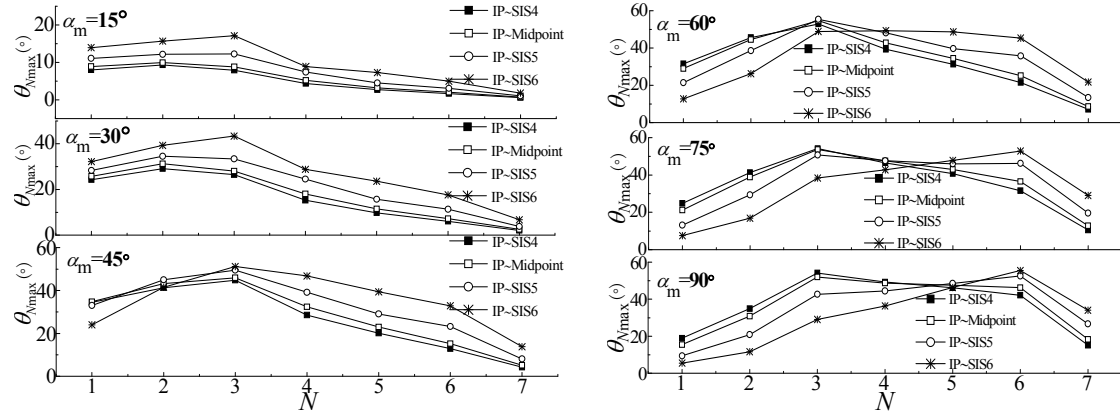 α_m=15°
θ_Nmax (°)
20
10
0
IP~SIS4
IP~Midpoint
IP~SIS5
IP~SIS6
α_m=30°
θ_Nmax (°)
40
20
0
IP~SIS4
IP~Midpoint
IP~SIS5
IP~SIS6
α_m=45°
θ_Nmax (°)
60
40
20
0
IP~SIS4
IP~Midpoint
IP~SIS5
IP~SIS6
1 2 3 4 5 6 7
N
α_m=60°
θ_Nmax (°)
60
40
20
0
IP~SIS4
IP~Midpoint
IP~SIS5
IP~SIS6
α_m=75°
θ_Nmax (°)
60
40
20
0
IP~SIS4
IP~Midpoint
IP~SIS5
IP~SIS6
α_m=90°
θ_Nmax (°)
60
40
20
0
IP~SIS4
IP~Midpoint
IP~SIS5
IP~SIS6
1 2 3 4 5 6 7
N